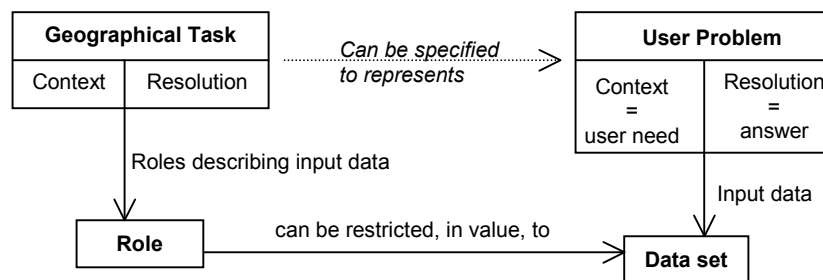 Geographical Task
Context
Resolution
Can be specified
to represents
User Problem
Context
=
user need
Resolution
=
answer
Roles describing input data
Input data
Role
can be restricted, in value, to
Data set